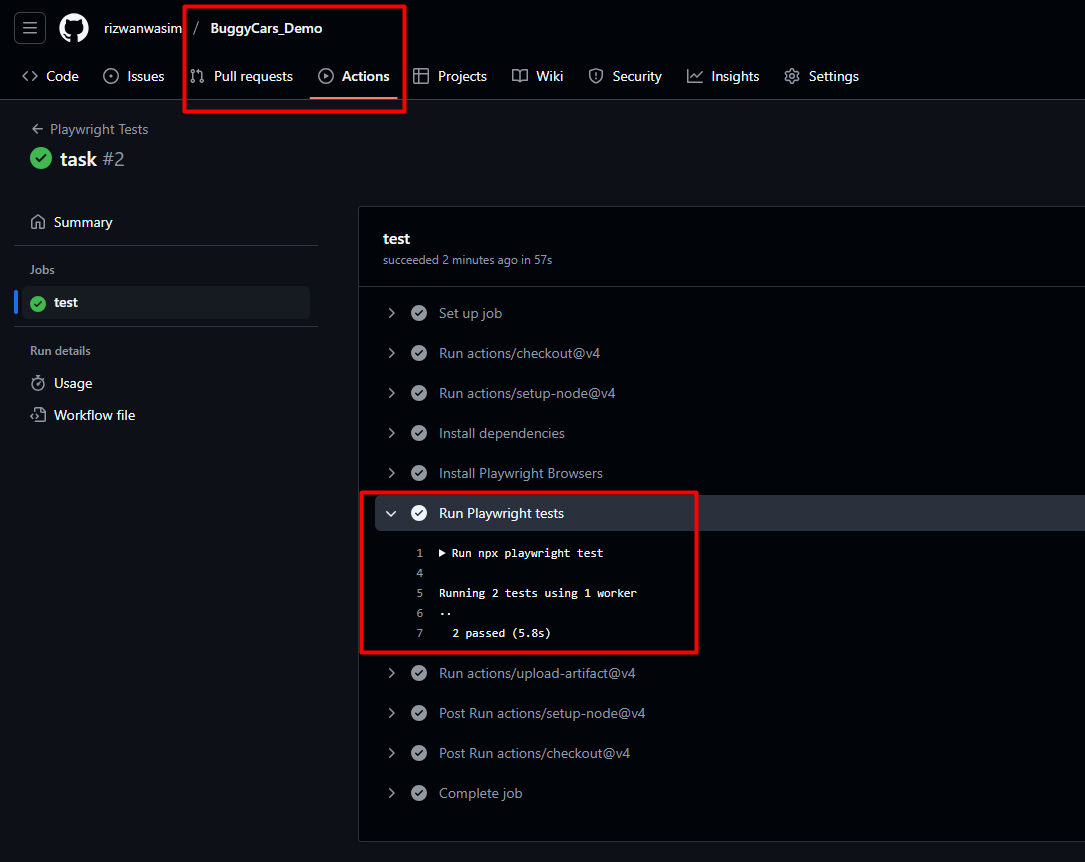 rizwanwasim / BuggyCars_Demo
Code Issues Pull requests Actions Projects Wiki Security Insights Settings
Playwright Tests
task #2
Summary
Jobs
test
Run details
Usage
Workflow file
test
succeeded 2 minutes ago in 57s
Set up job
Run actions/checkout@v4
Run actions/setup-node@v4
Install dependencies
Install Playwright Browsers
Run Playwright tests
1 Run npx playwright test
4
5 Running 2 tests using 1 worker
6 ··
7 2 passed (5.8s)
Run actions/upload-artifact@v4
Post Run actions/setup-node@v4
Post Run actions/checkout@v4
Complete job